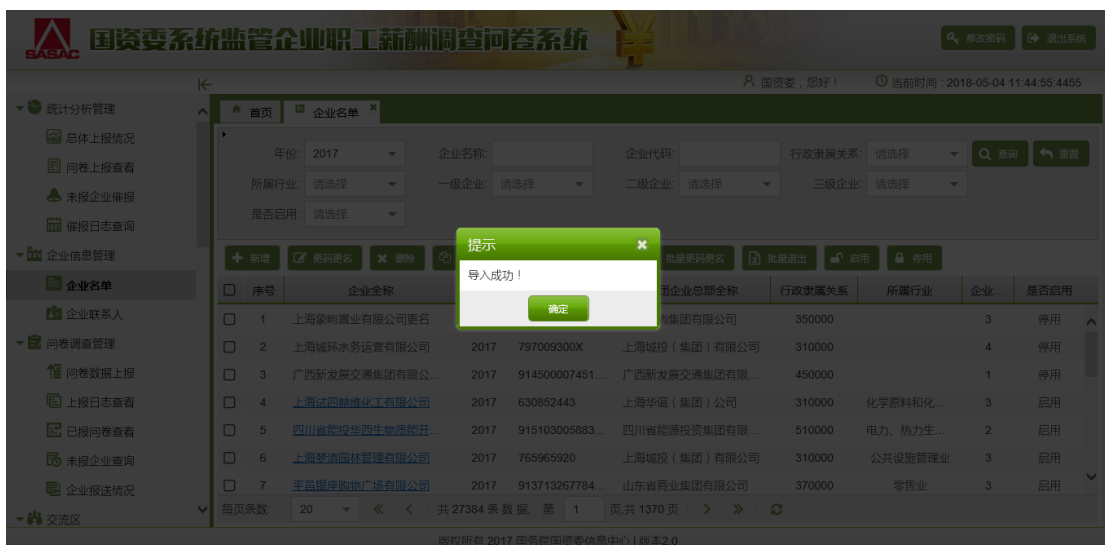 SASAC 国资委系统监管企业职工薪酬调查问卷系统 修改密码 退出系统
国资委，您好！ 当前时间 : 2018-05-04 11:44:55:4455
统计分析管理
总体上报情况
问卷上报查看
未报企业催报
催报日志查询
企业信息管理
企业名单
企业联系人
问卷调查管理
问卷数据上报
上报日志查看
已报问卷查看
未报企业查询
企业报送情况
交流区
首页 企业名单
年份: 2017 企业名称: 企业代码: 行政隶属关系: 请选择 查询 重置
所属行业: 请选择 一级企业: 请选择 二级企业: 请选择 三级企业: 请选择
是否启用: 请选择
新增 更码更名 删除 批量更码更名 批量退出 启用 停用
提示
导入成功！
确定
序号 企业全称 团企业总部全称 行政隶属关系 所属行业 企业... 是否启用
1 上海象屿置业有限公司更名 集团有限公司 350000 3 停用
2 上海城环水务运营有限公司 2017 797009300X 上海城投（集团）有限公司 310000 4 停用
3 广西新发展交通集团有限公... 2017 914500007451... 广西新发展交通集团有限... 450000 1 停用
4 上海试四赫维化工有限公司 2017 630852443 上海华谊（集团）公司 310000 化学原料和化... 3 启用
5 四川省能投华西生物质能开... 2017 915103005883... 四川省能源投资集团有限... 510000 电力、热力生... 2 启用
6 上海梦清园林管理有限公司 2017 765965920 上海城投（集团）有限公司 310000 公共设施管理业 3 启用
7 平邑银座购物广场有限公司 2017 913713267784... 山东省商业集团有限公司 370000 零售业 3 启用
每页条数: 20 共 27384 条 数据, 第 1 页,共 1370 页
版权所有 2017 国务院国资委信息中心 | 版本2.0